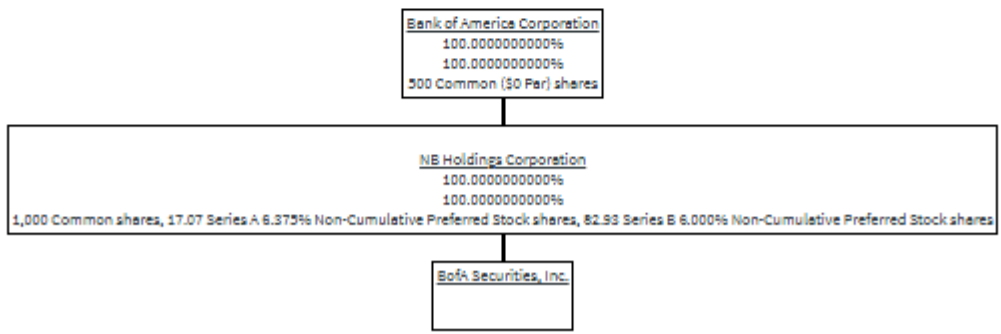 Bank of America Corporation
100.0000000000%
100.0000000000%
500 Common ($0 Par) shares
NB Holdings Corporation
100.0000000000%
100.0000000000%
1,000 Common shares, 17.07 Series A 6.375% Non-Cumulative Preferred Stock shares, 82.93 Series B 6.000% Non-Cumulative Preferred Stock shares
BofA Securities, Inc.